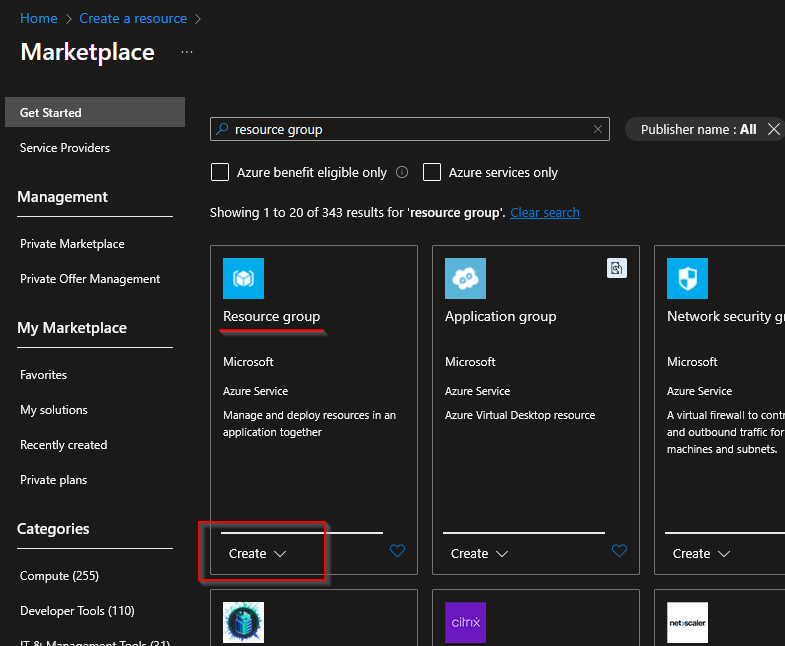 Home > Create a resource >
Marketplace ...
Get Started
Service Providers
Management
Private Marketplace
Private Offer Management
My Marketplace
Favorites
My solutions
Recently created
Private plans
Categories
Compute (255)
Developer Tools (110)
IT & Management Tools (31)
resource group
Publisher name : All
Azure benefit eligible only
Azure services only
Showing 1 to 20 of 343 results for 'resource group'. Clear search
Resource group
Microsoft
Azure Service
Manage and deploy resources in an
application together
Create
Application group
Microsoft
Azure Service
Azure Virtual Desktop resource
Create
Network security g
Microsoft
Azure Service
A virtual firewall to cont
and outbound traffic for
machines and subnets.
Create
citrix
netscaler